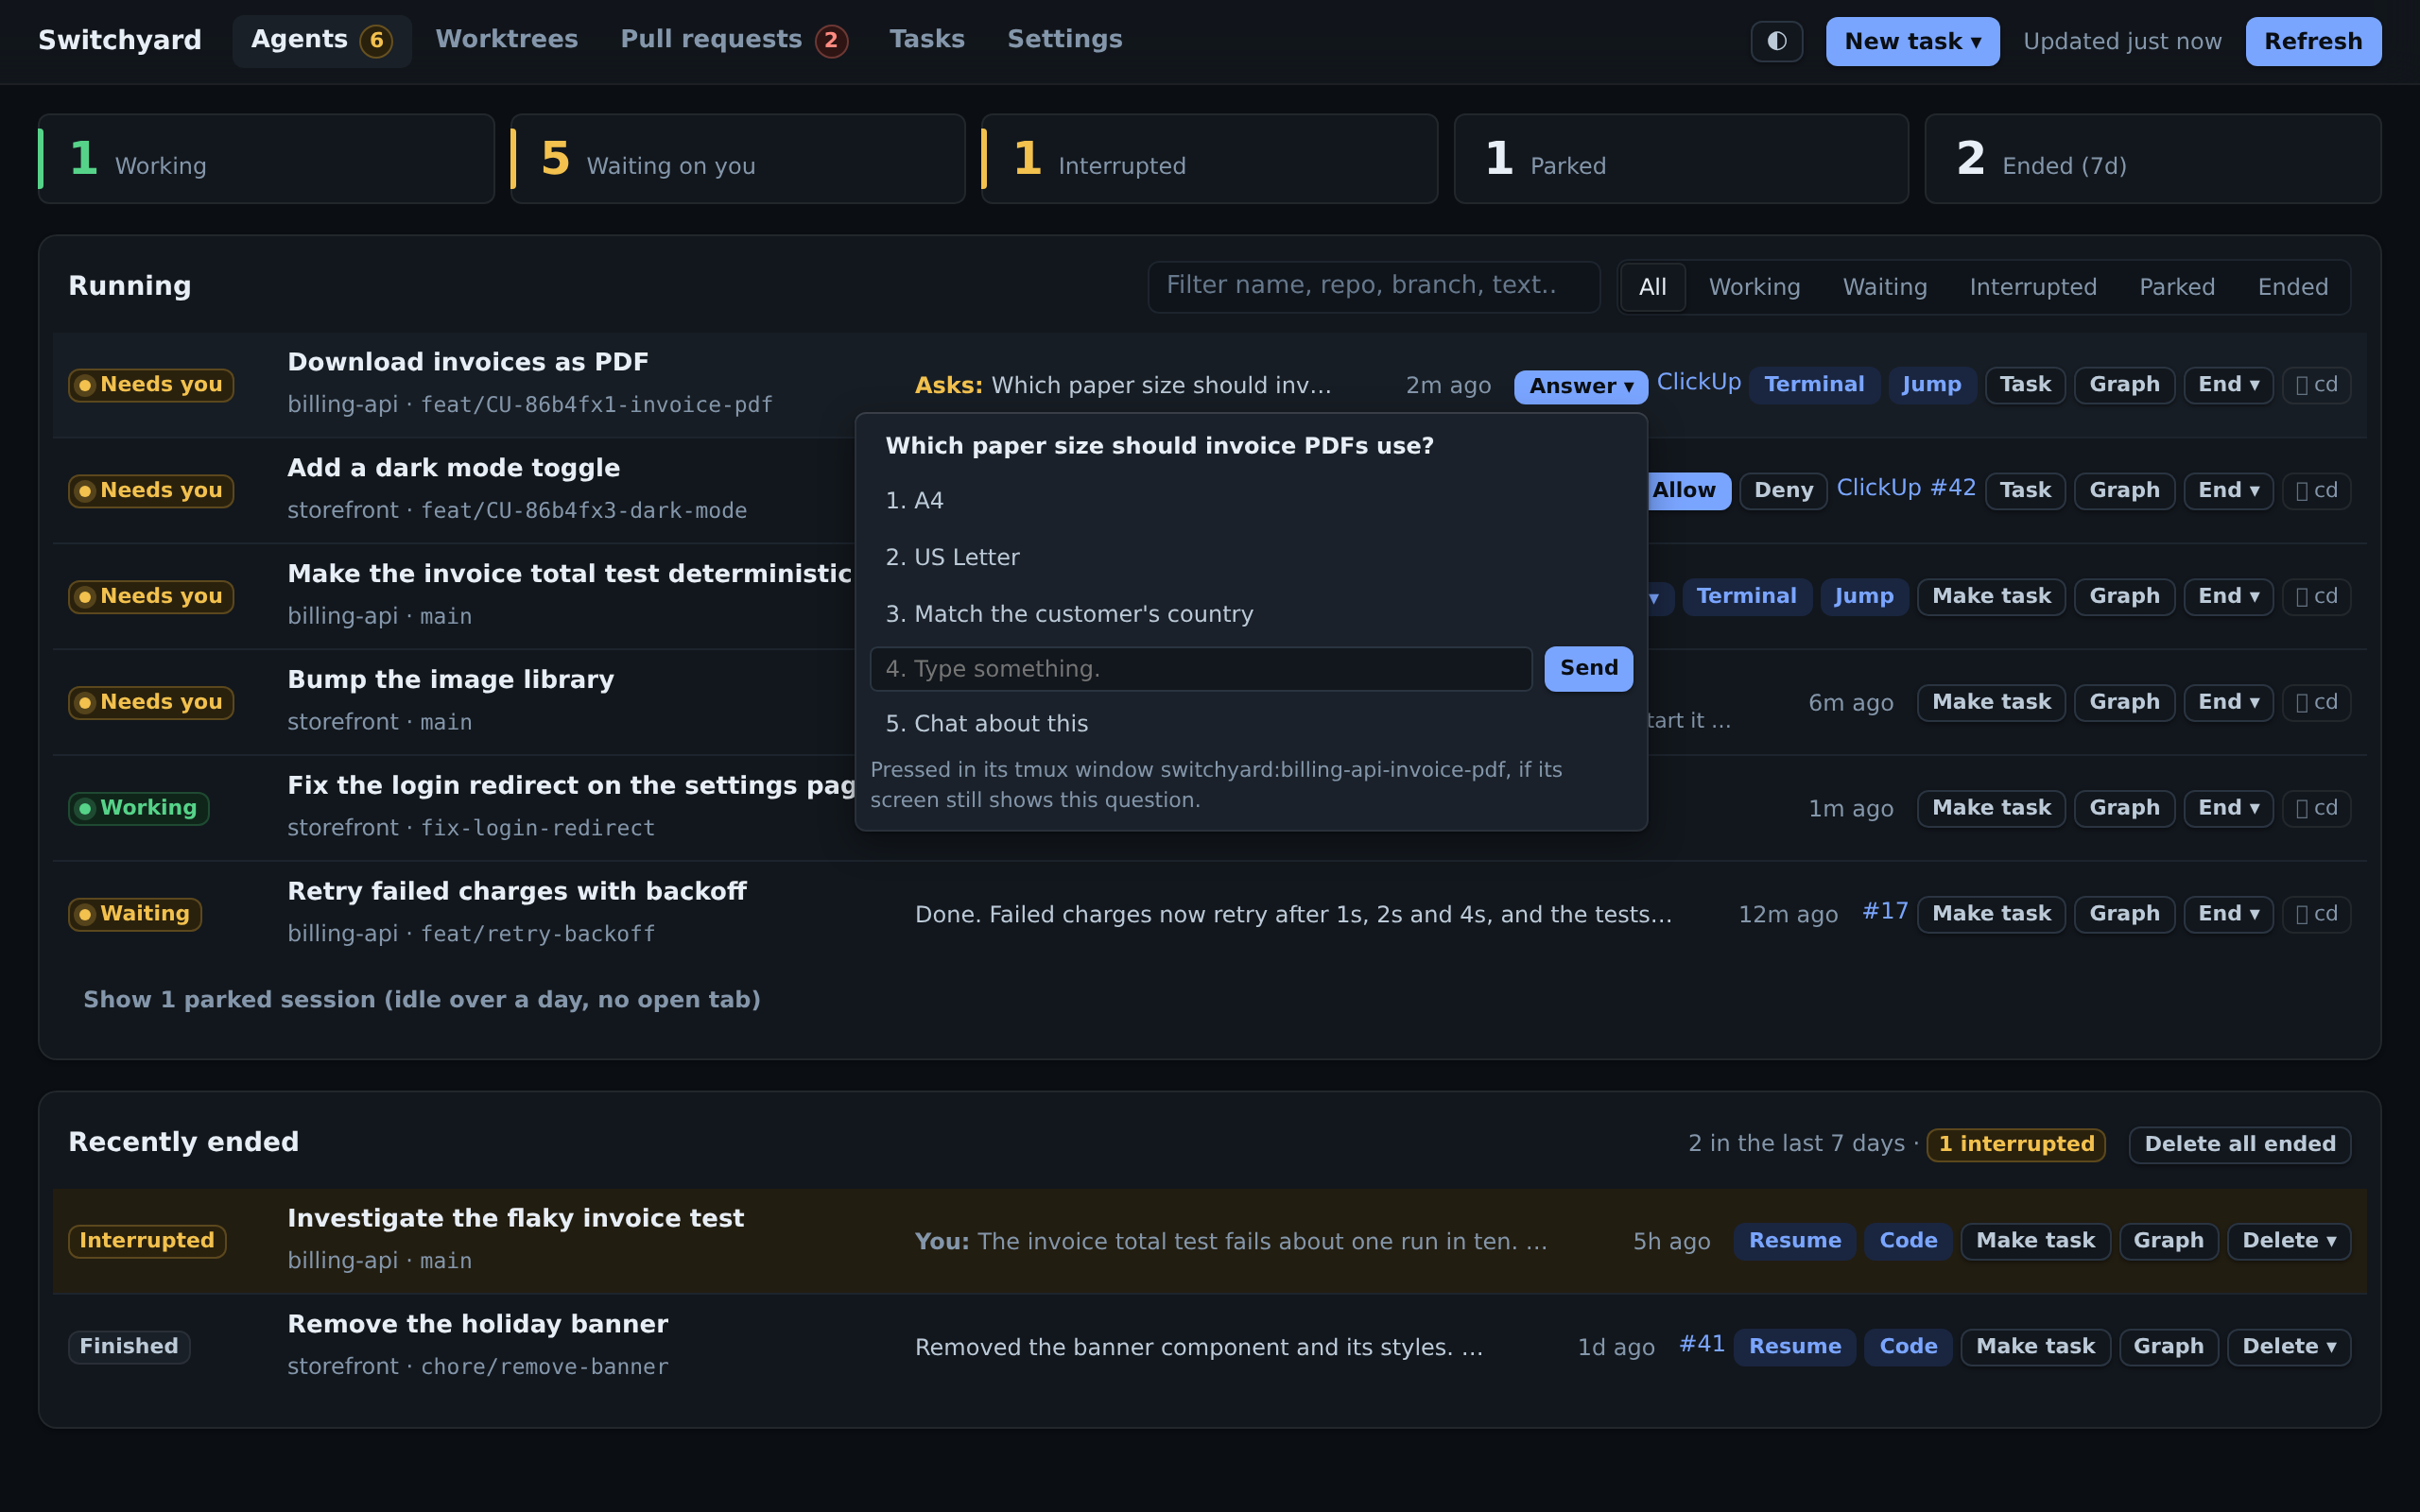 Switchyard Agents 6 Worktrees Pull requests 2 Tasks Settings New task ▾ Updated just now Refresh
1 Working 5 Waiting on you 1 Interrupted 1 Parked 2 Ended (7d)
Running Filter name, repo, branch, text.. All Working Waiting Interrupted Parked Ended
Needs you Download invoices as PDF
billing-api · feat/CU-86b4fx1-invoice-pdf
Asks: Which paper size should inv… 2m ago Answer ▾ ClickUp Terminal Jump Task Graph End ▾ cd
Which paper size should invoice PDFs use?
1. A4
2. US Letter
3. Match the customer's country
4. Type something. Send
5. Chat about this
Pressed in its tmux window switchyard:billing-api-invoice-pdf, if its
screen still shows this question.
Needs you Add a dark mode toggle
storefront · feat/CU-86b4fx3-dark-mode
Allow Deny ClickUp #42 Task Graph End ▾ cd
Needs you Make the invoice total test deterministic
billing-api · main
▾ Terminal Jump Make task Graph End ▾ cd
Needs you Bump the image library
storefront · main
it … 6m ago Make task Graph End ▾ cd
Working Fix the login redirect on the settings
storefront · fix-login-redirect
1m ago Make task Graph End ▾ cd
Waiting Retry failed charges with backoff
billing-api · feat/retry-backoff
Done. Failed charges now retry after 1s, 2s and 4s, and the tests… 12m ago #17 Make task Graph End ▾ cd
Show 1 parked session (idle over a day, no open tab)
Recently ended 2 in the last 7 days · 1 interrupted Delete all ended
Interrupted Investigate the flaky invoice test
billing-api · main
You: The invoice total test fails about one run in ten. … 5h ago Resume Code Make task Graph Delete ▾
Finished Remove the holiday banner
storefront · chore/remove-banner
Removed the banner component and its styles. … 1d ago #41 Resume Code Make task Graph Delete ▾